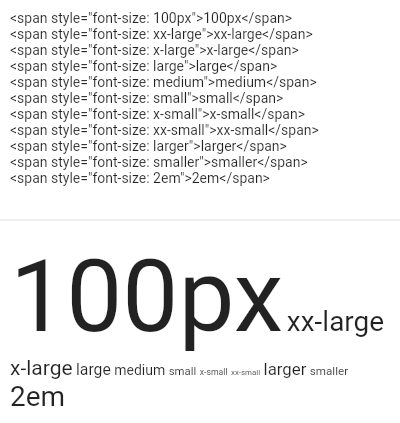 <span style="font-size: 100px">100px</span>
<span style="font-size: xx-large">xx-large</span>
<span style="font-size: x-large">x-large</span>
<span style="font-size: large">large</span>
<span style="font-size: medium">medium</span>
<span style="font-size: small">small</span>
<span style="font-size: x-small">x-small</span>
<span style="font-size: xx-small">xx-small</span>
<span style="font-size: larger">larger</span>
<span style="font-size: smaller">smaller</span>
<span style="font-size: 2em">2em</span>
100px xx-large
x-large large medium small x-small xx-small larger smaller
2em